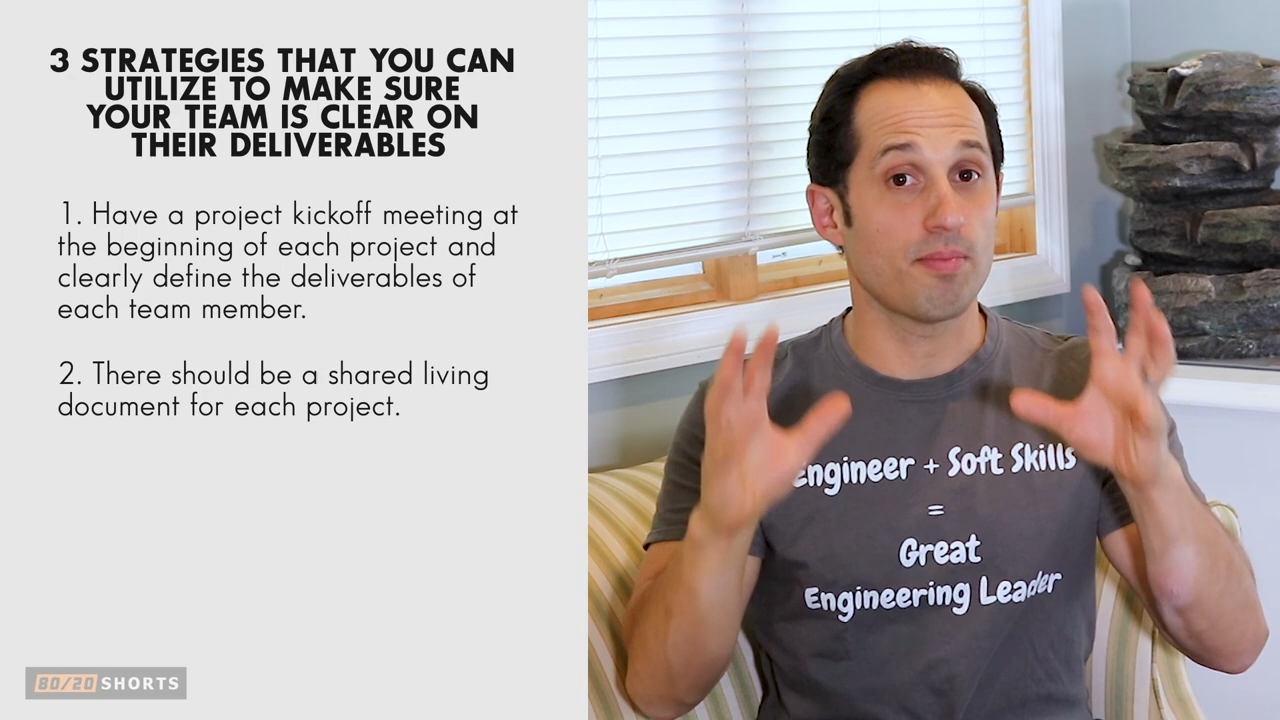 3 STRATEGIES THAT YOU CAN
UTILIZE TO MAKE SURE
YOUR TEAM IS CLEAR ON
THEIR DELIVERABLES
1. Have a project kickoff meeting at
the beginning of each project and
clearly define the deliverables of
each team member.
2. There should be a shared living
document for each project.
80/20 SHORTS
Engineer + Soft Skills
=
Great
Engineering Leader